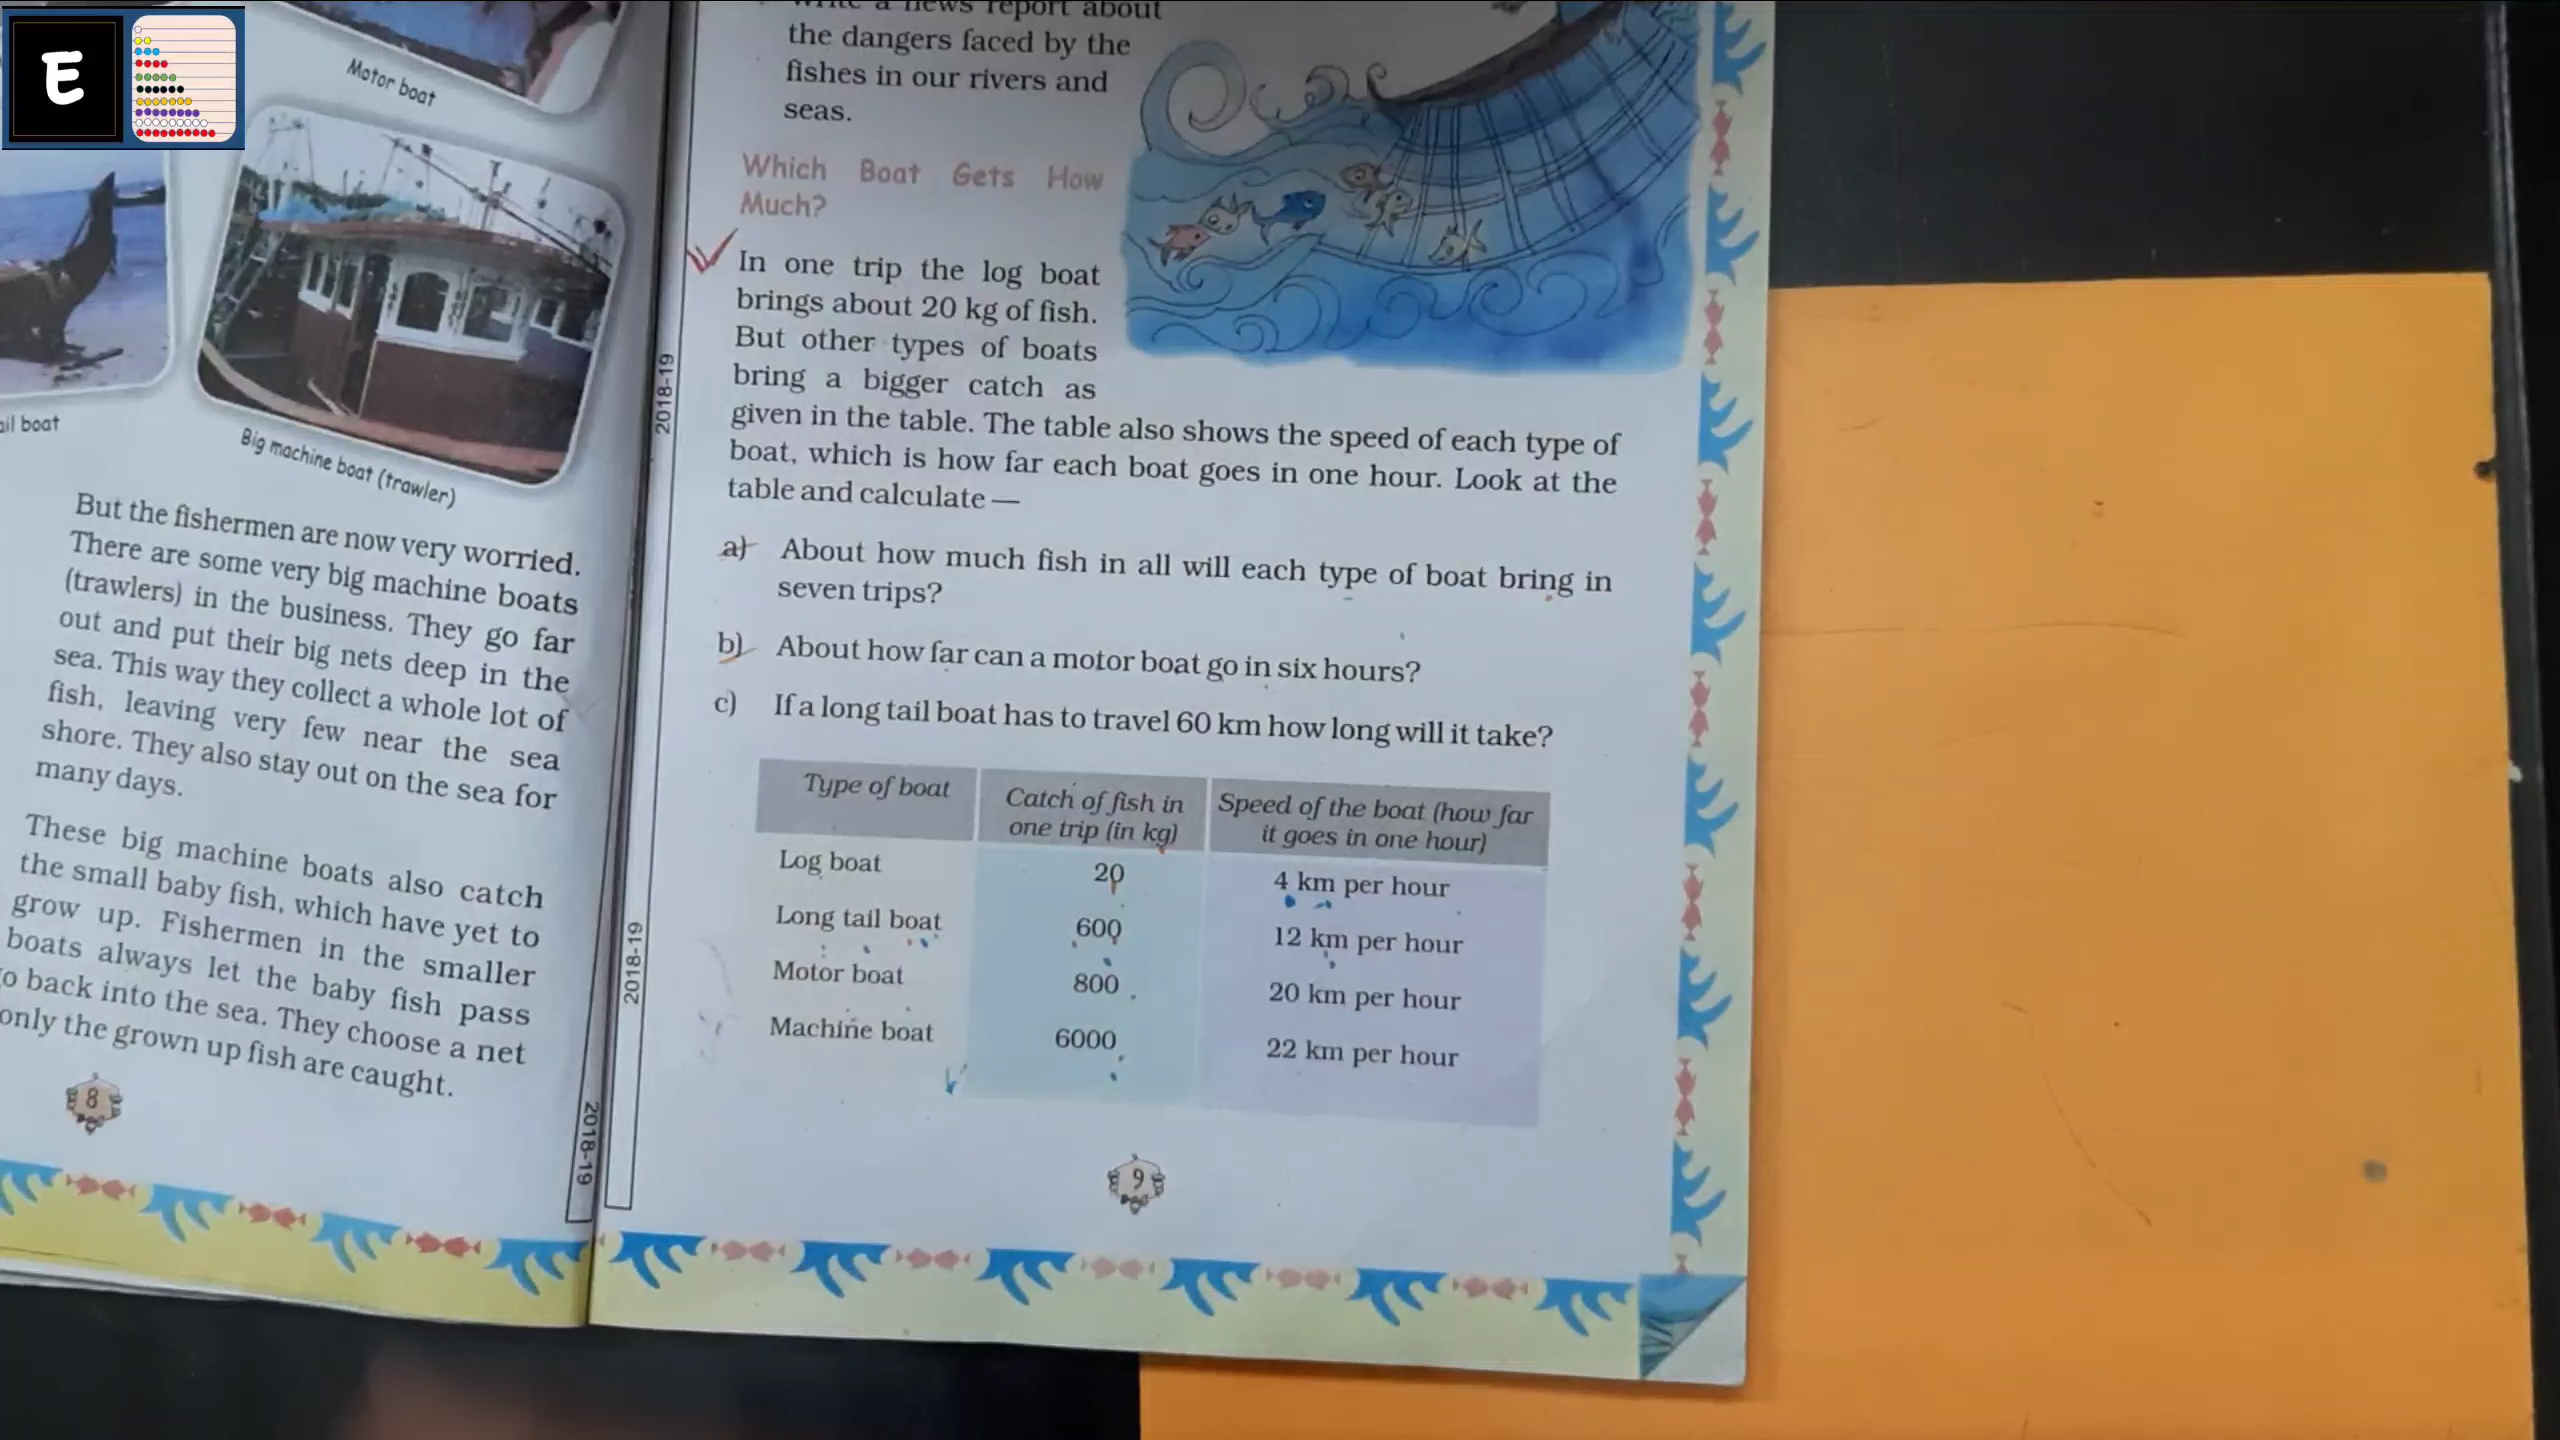 E
Motor boat
ail boat
Big machine boat (trawler)
But the fishermen are now very worried.
There are some very big machine boats
(trawlers) in the business. They go far
out and put their big nets deep in the
sea. This way they collect a whole lot of
fish, leaving very few near the sea
shore. They also stay out on the sea for
many days.
These big machine boats also catch
the small baby fish, which have yet to
grow up. Fishermen in the smaller
boats always let the baby fish pass
o back into the sea. They choose a net
only the grown up fish are caught.
8
2018-19
2018-19
2018-19
a news report about
the dangers faced by the
fishes in our rivers and
seas.
Which Boat Gets How
Much?
In one trip the log boat
brings about 20 kg of fish.
But other types of boats
bring a bigger catch as
given in the table. The table also shows the speed of each type of
boat, which is how far each boat goes in one hour. Look at the
table and calculate —
a) About how much fish in all will each type of boat bring in
seven trips?
b) About how far can a motor boat go in six hours?
c) If a long tail boat has to travel 60 km how long will it take?
Type of boat Catch of fish in one trip (in kg) Speed of the boat (how far it goes in one hour)
Log boat 20 4 km per hour
Long tail boat 600 12 km per hour
Motor boat 800 20 km per hour
Machine boat 6000 22 km per hour
9